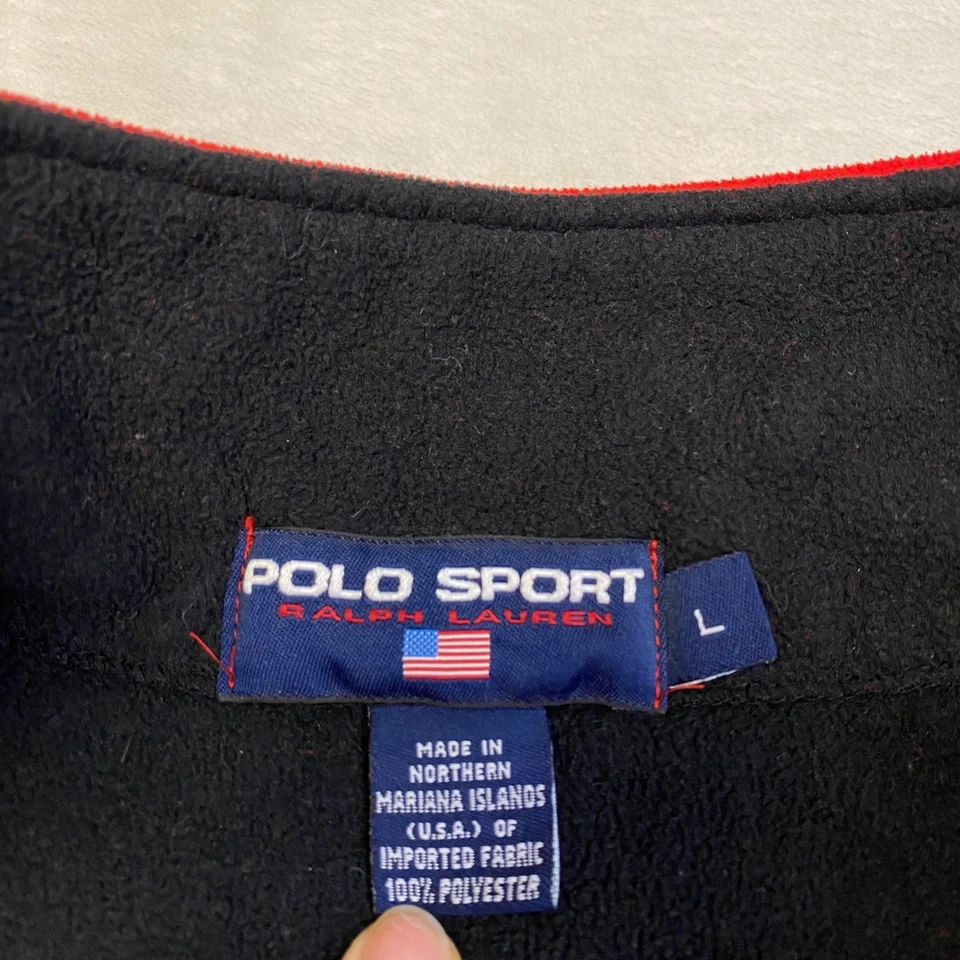 POLO SPORT
RALPH LAUREN
L
MADE IN
NORTHERN
MARIANA ISLANDS
(U.S.A.) OF
IMPORTED FABRIC
100% POLYESTER